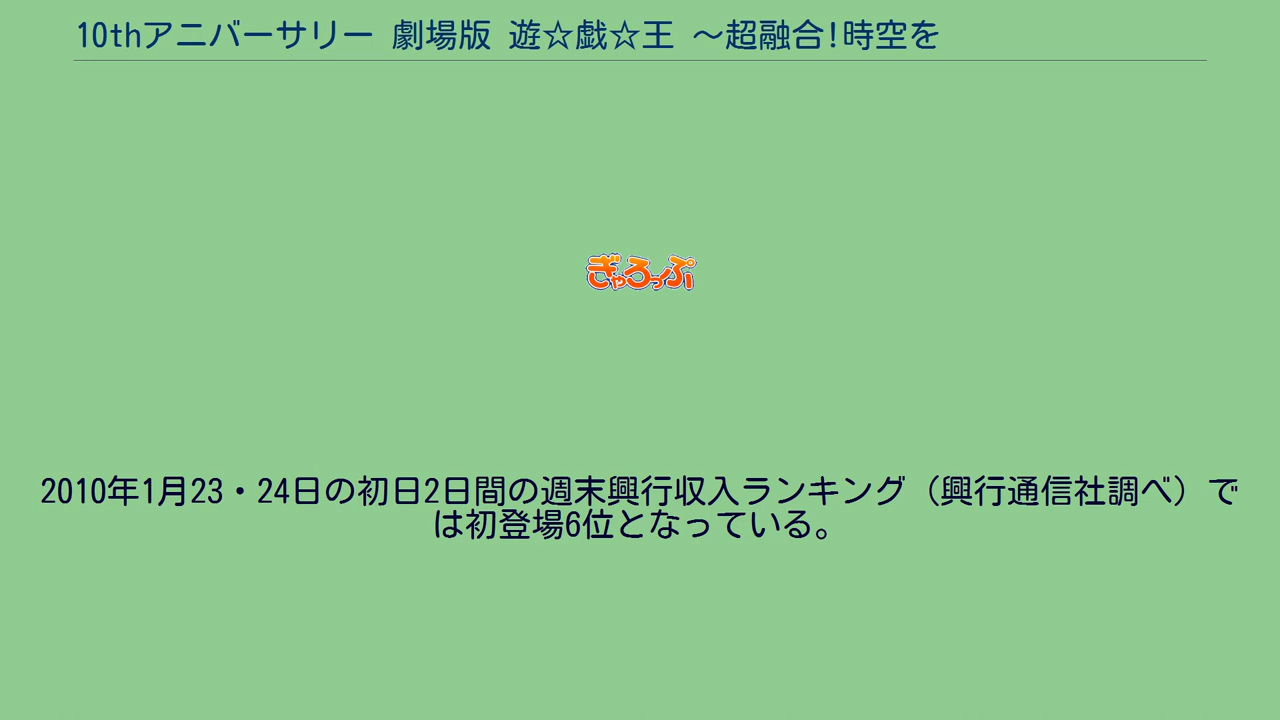 10thアニバーサリー 劇場版 遊☆戯☆王 ～超融合!時空を
ぎゃろっぷ
2010年1月23・24日の初日2日間の週末興行収入ランキング（興行通信社調べ）で
は初登場6位となっている。